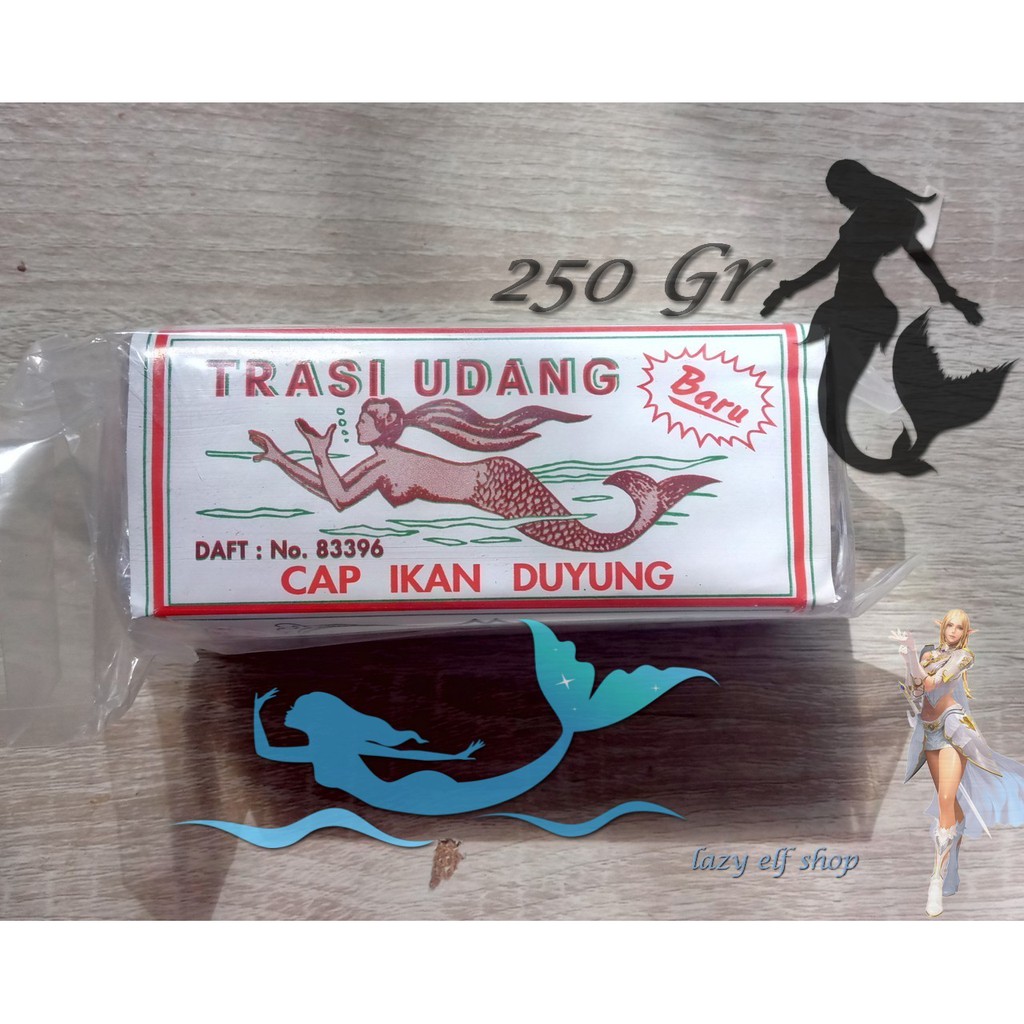 250 Gr
TRASI UDANG
Baru
DAFT : No. 83396
CAP IKAN DUYUNG
lazy elf shop